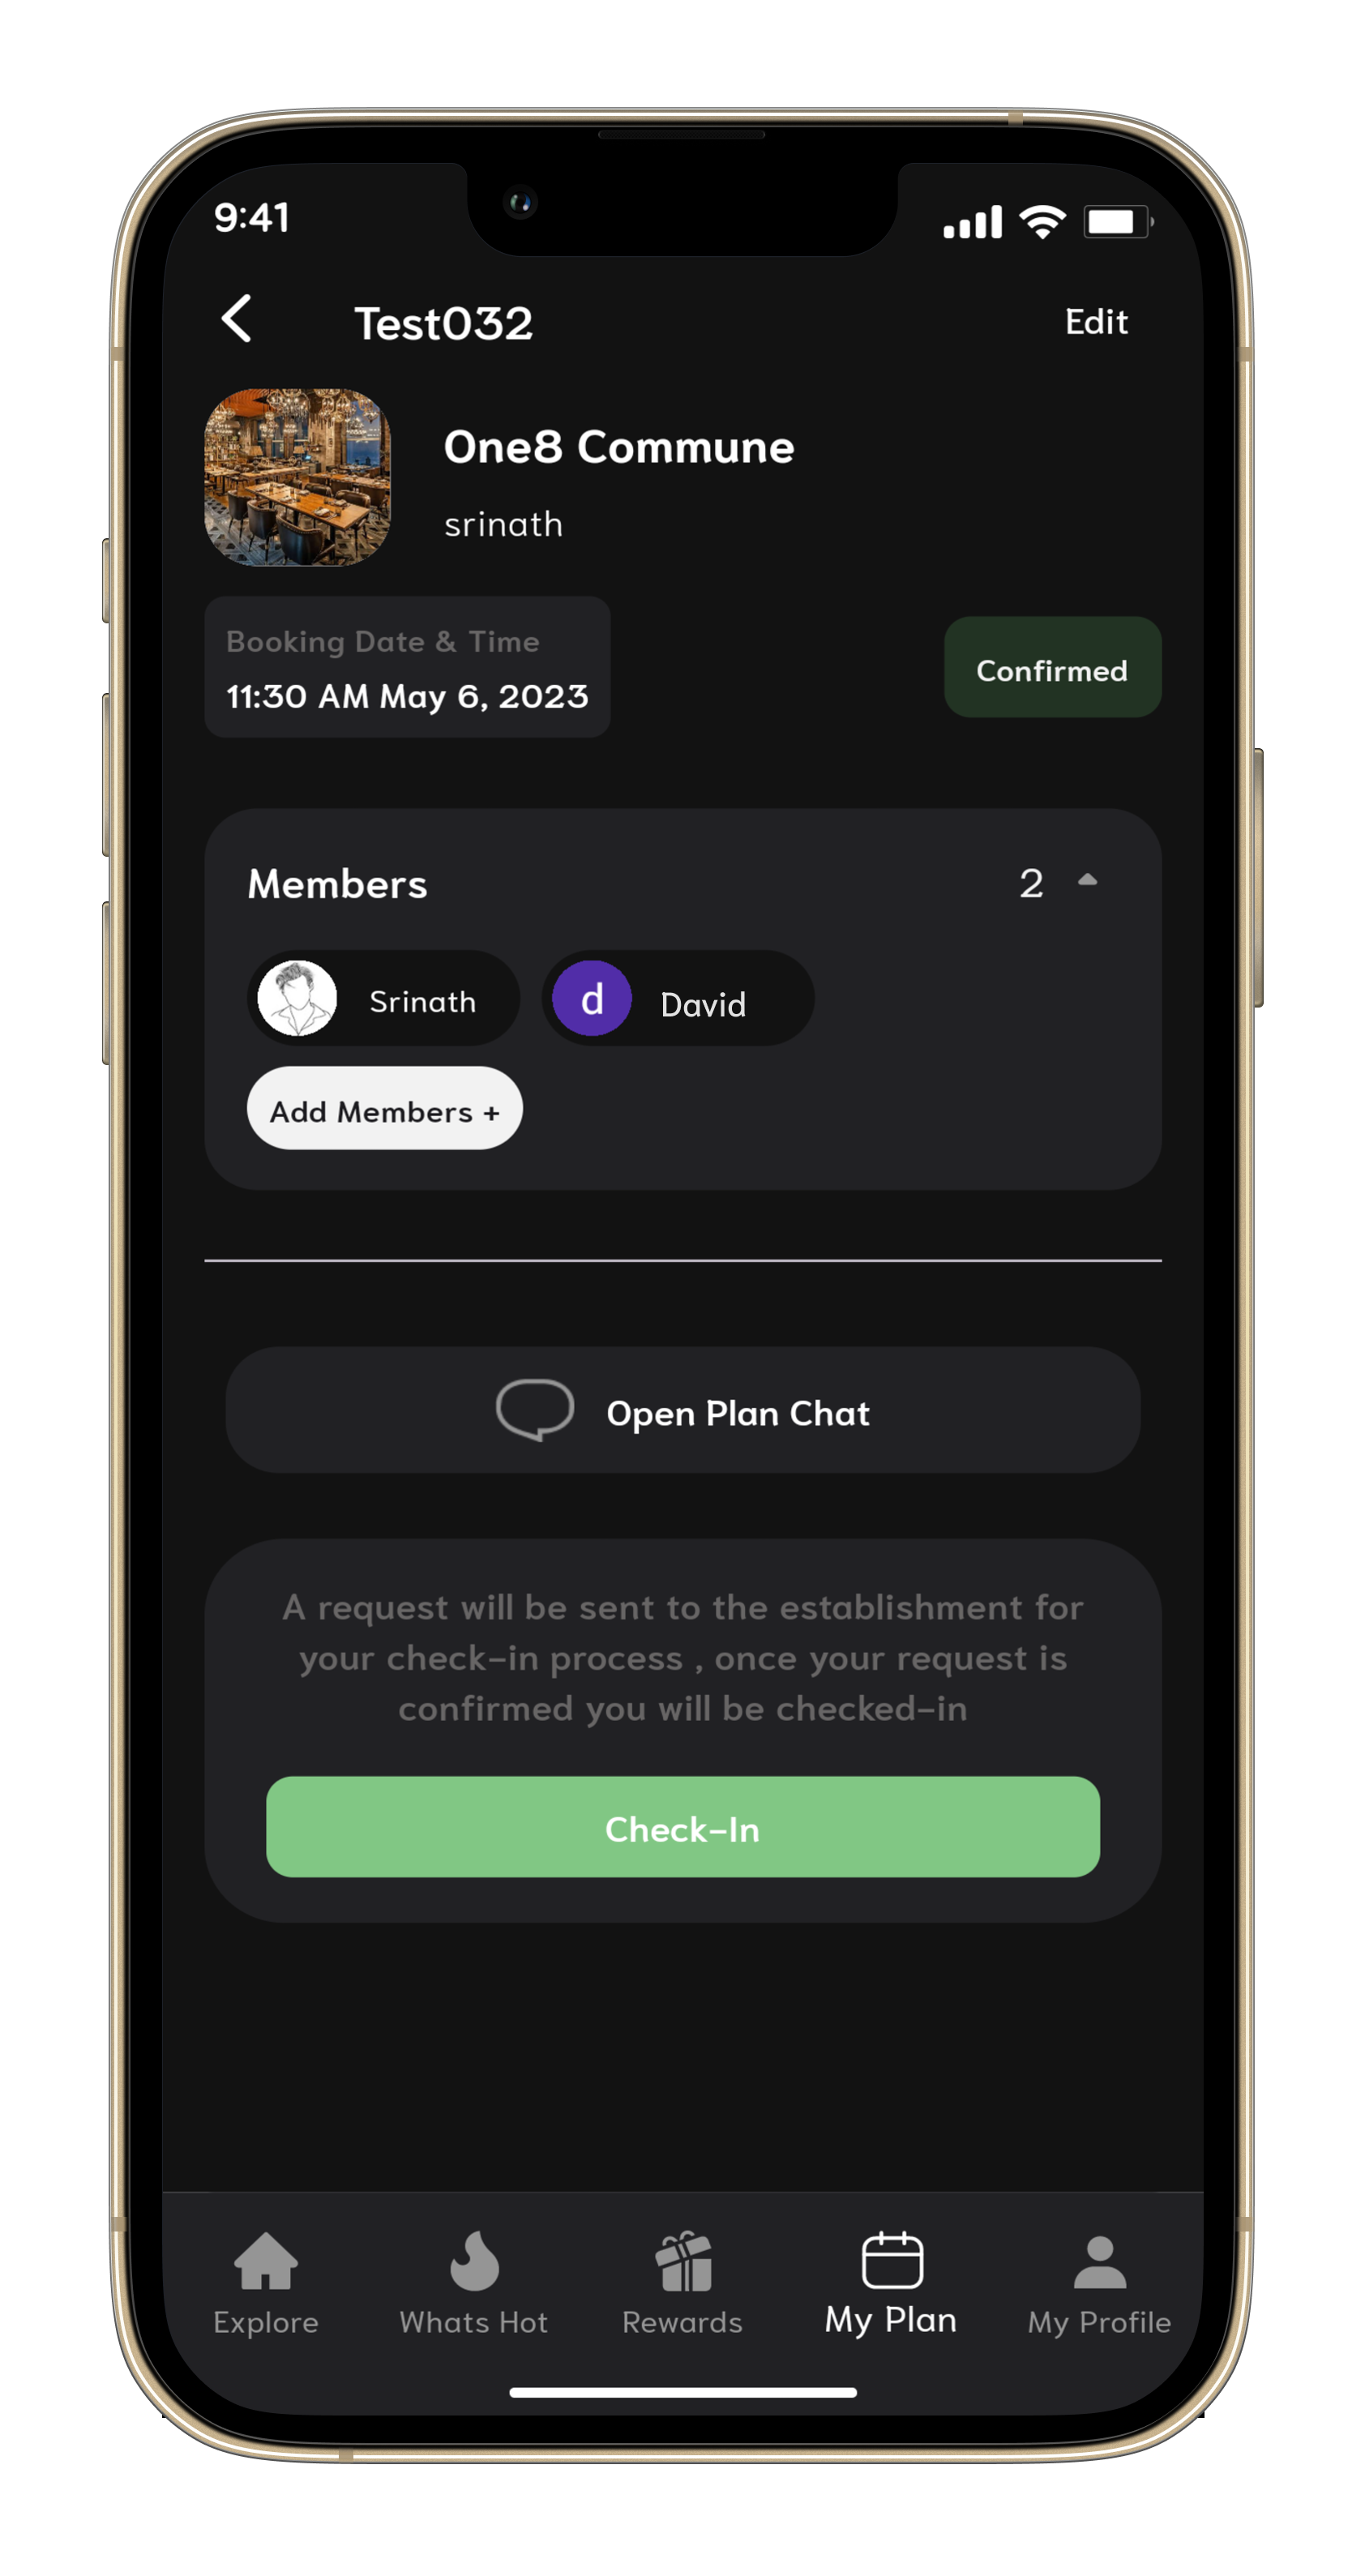 9:41
Test032
Edit
One8 Commune
srinath
Booking Date & Time
11:30 AM May 6, 2023
Confirmed
Members
2
Srinath
d
David
Add Members +
Open Plan Chat
A request will be sent to the establishment for
your check-in process , once your request is
confirmed you will be checked-in
Check-In
Explore
Whats Hot
Rewards
My Plan
My Profile